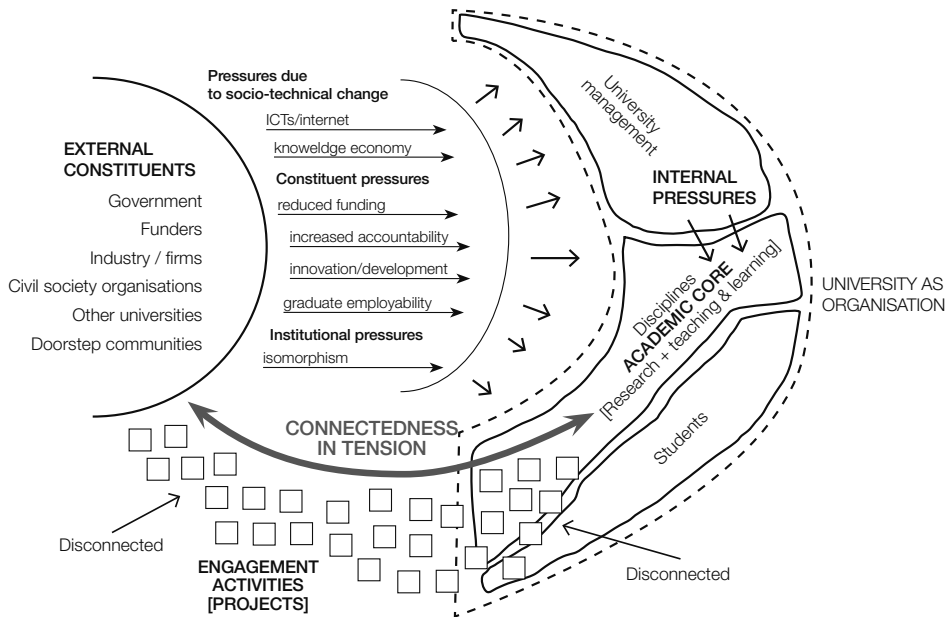 EXTERNAL
CONSTITUENTS
Government
Funders
Industry / firms
Civil society organisations
Other universities
Doorstep communities
Pressures due
to socio-technical change
ICTs/internet
knoweldge economy
Constituent pressures
reduced funding
increased accountability
innovation/development
graduate employability
Institutional pressures
isomorphism
University
management
INTERNAL
PRESSURES
Disciplines
ACADEMIC CORE
[Research + teaching & learning]
Students
UNIVERSITY AS
ORGANISATION
CONNECTEDNESS
IN TENSION
Disconnected
ENGAGEMENT
ACTIVITIES
[PROJECTS]
Disconnected